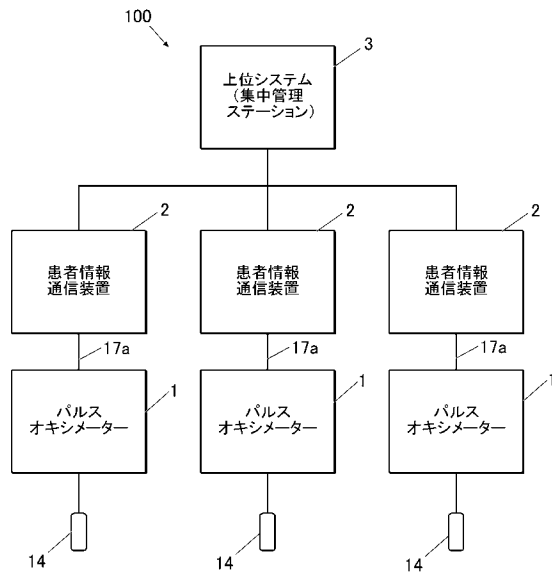 100
3
上位システム
(集中管理
ステーション)
2
2
2
患者情報
通信装置
患者情報
通信装置
患者情報
通信装置
17a
17a
17a
1
1
1
パルス
オキシメーター
パルス
オキシメーター
パルス
オキシメーター
14
14
14